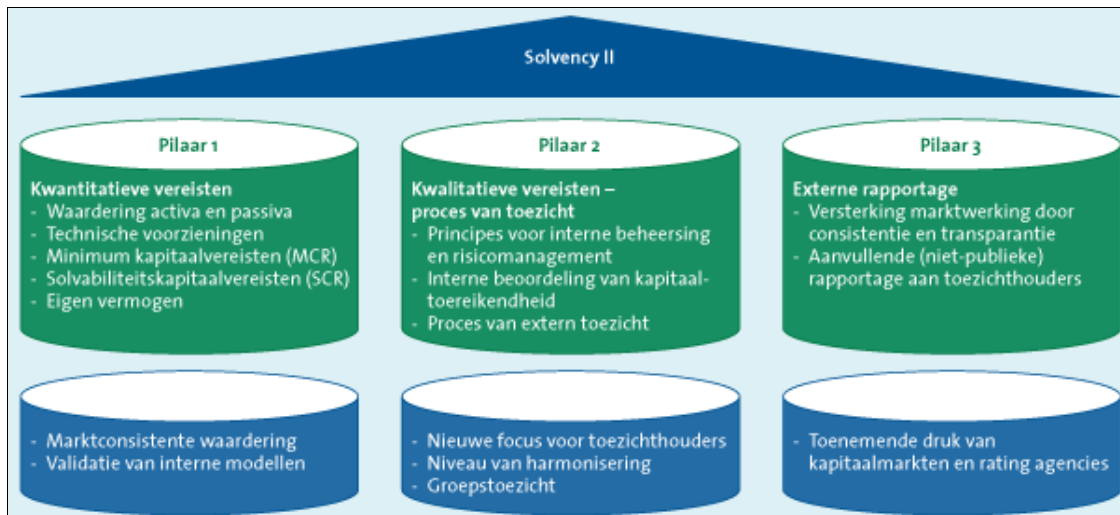 Solvency II
Pilaar 1
Kwantitatieve vereisten
- Waardering activa en passiva
- Technische voorzieningen
- Minimum kapitaalvereisten (MCR)
- Solvabiliteitskapitaalvereisten (SCR)
- Eigen vermogen
Pilaar 2
Kwalitatieve vereisten –
proces van toezicht
- Principes voor interne beheersing
en risicomanagement
- Interne beoordeling van kapitaal-
toereikendheid
- Proces van extern toezicht
Pilaar 3
Externe rapportage
- Versterking marktwerking door
consistentie en transparantie
- Aanvullende (niet-publieke)
rapportage aan toezichthouders
- Marktconsistente waardering
- Validatie van interne modellen
- Nieuwe focus voor toezichthouders
- Niveau van harmonisering
- Groepstoezicht
- Toenemende druk van
kapitaalmarkten en rating agencies